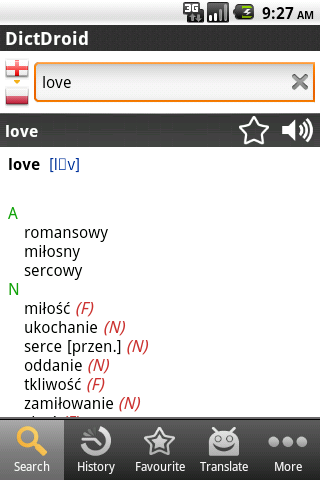 3G
9:27 AM
DictDroid
love
love
love [l▯v]
A
romansowy
miłosny
sercowy
N
miłość (F)
ukochanie (N)
serce [przen.] (N)
oddanie (N)
tkliwość (F)
zamiłowanie (N)
Search History Favourite Translate More